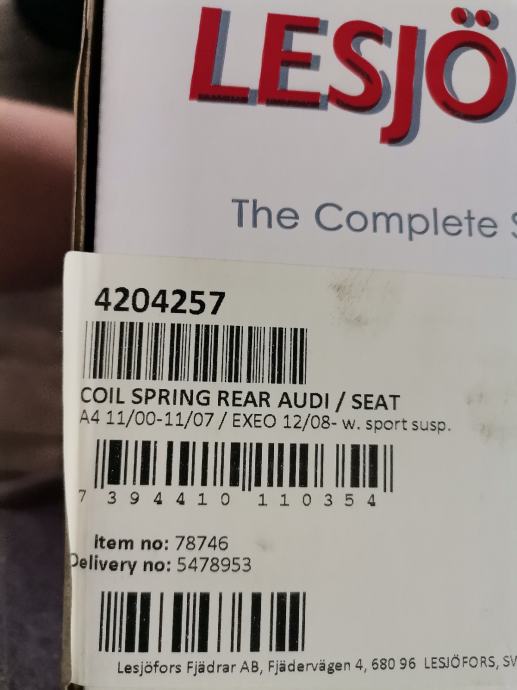 LESJÖ
The Complete S
4204257
COIL SPRING REAR AUDI / SEAT
A4 11/00-11/07 / EXEO 12/08- w. sport susp.
7 394410 110354
Item no: 78746
Delivery no: 5478953
Lesjöfors Fjädrar AB, Fjädervägen 4, 680 96 LESJÖFORS, SV